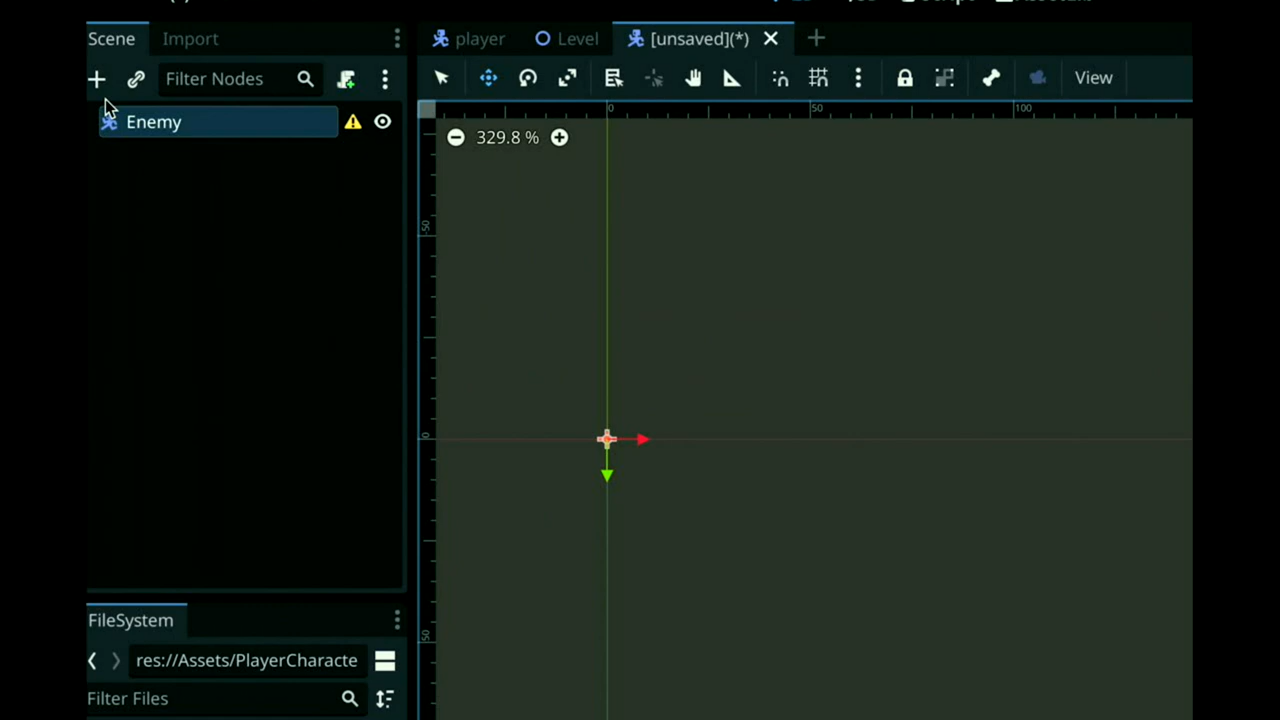 Scene Import player Level [unsaved](*)
Filter Nodes View
0 50 100
Enemy
329.8 %
50
0
50
FileSystem
res://Assets/PlayerCharacte
Filter Files